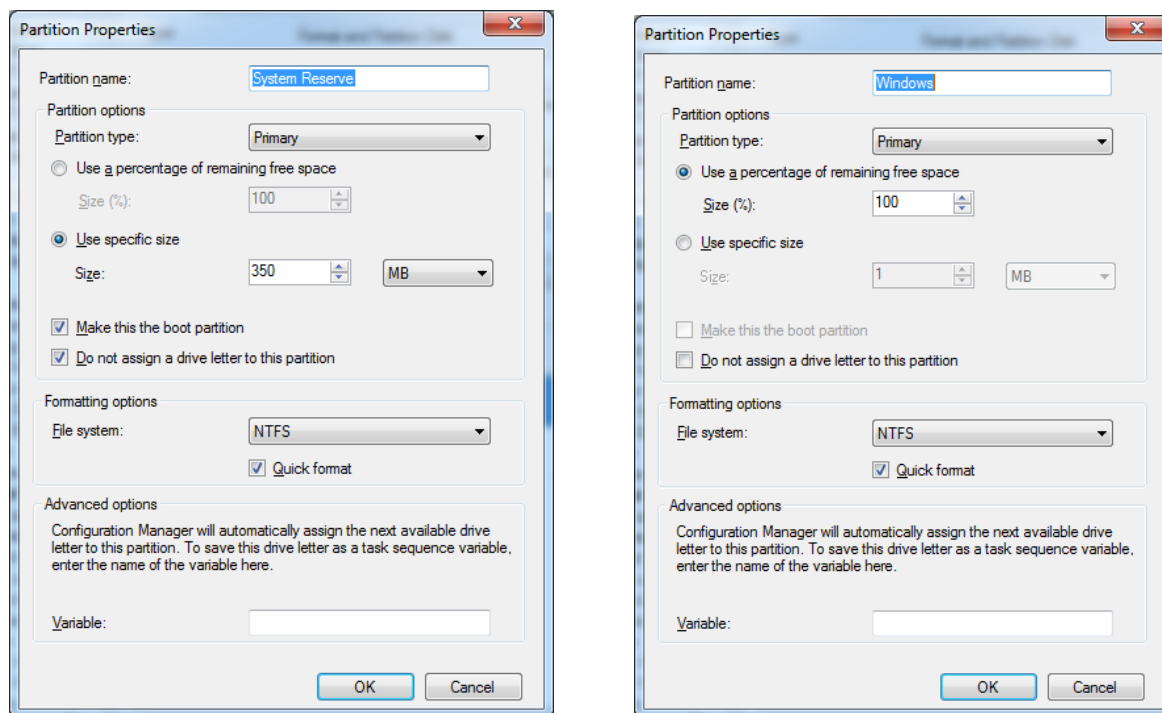 Partition Properties
Partition name: System Reserve
Partition options
Partition type: Primary
Use a percentage of remaining free space
Size (%): 100
Use specific size
Size: 350 MB
Make this the boot partition
Do not assign a drive letter to this partition
Formatting options
File system: NTFS
Quick format
Advanced options
Configuration Manager will automatically assign the next available drive
letter to this partition. To save this drive letter as a task sequence variable,
enter the name of the variable here.
Variable:
OK Cancel
Partition Properties
Partition name: Windows
Partition options
Partition type: Primary
Use a percentage of remaining free space
Size (%): 100
Use specific size
Size: 1 MB
Make this the boot partition
Do not assign a drive letter to this partition
Formatting options
File system: NTFS
Quick format
Advanced options
Configuration Manager will automatically assign the next available drive
letter to this partition. To save this drive letter as a task sequence variable,
enter the name of the variable here.
Variable:
OK Cancel